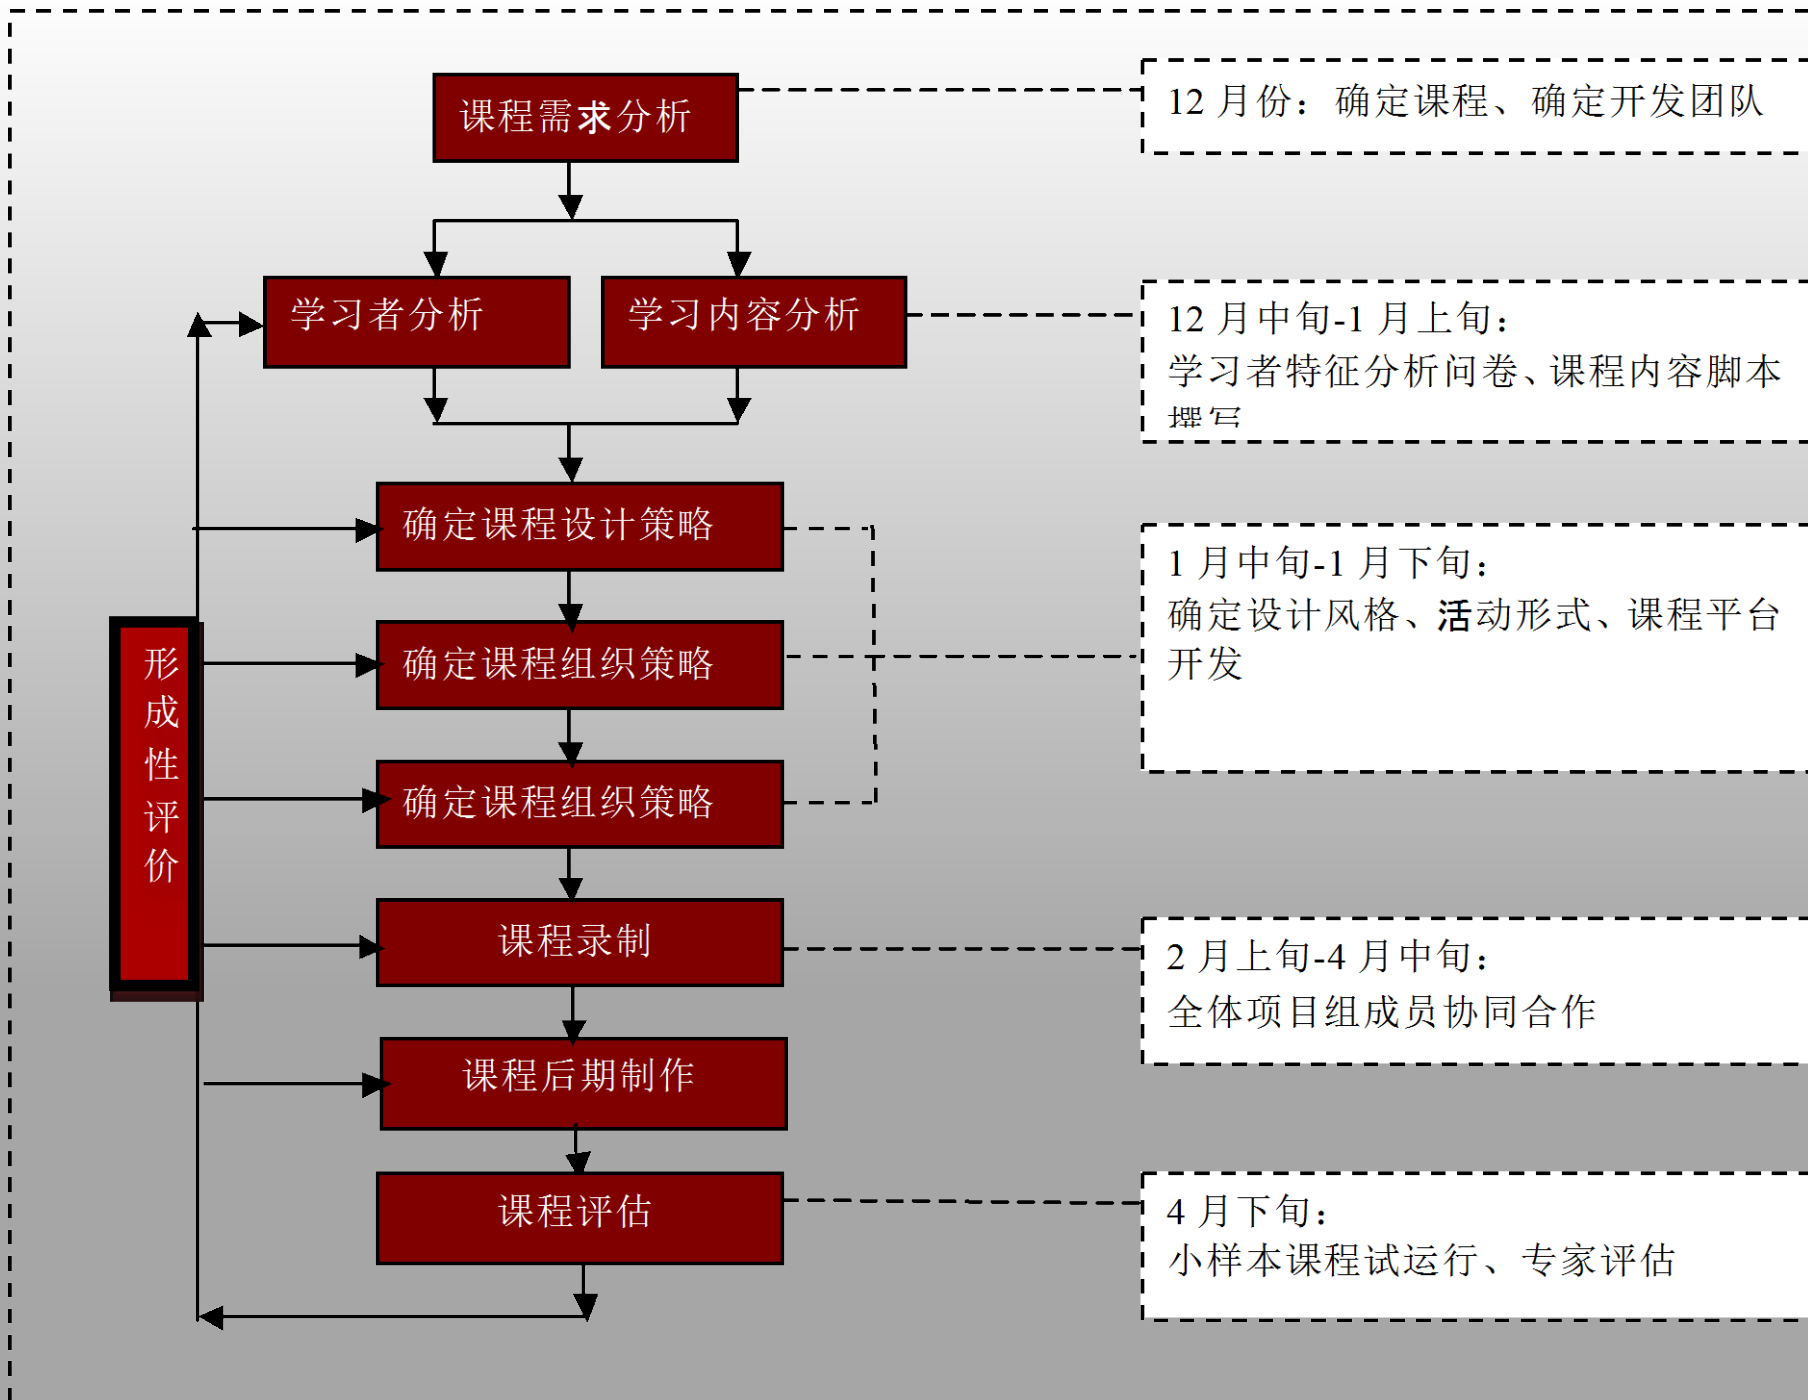 课程需求分析
12 月份：确定课程、确定开发团队
学习者分析
学习内容分析
12 月中旬-1 月上旬：
学习者特征分析问卷、课程内容脚本
撰写
确定课程设计策略
确定课程组织策略
确定课程组织策略
1 月中旬-1 月下旬：
确定设计风格、活动形式、课程平台
开发
形
成
性
评
价
课程录制
2 月上旬-4 月中旬：
全体项目组成员协同合作
课程后期制作
课程评估
4 月下旬：
小样本课程试运行、专家评估